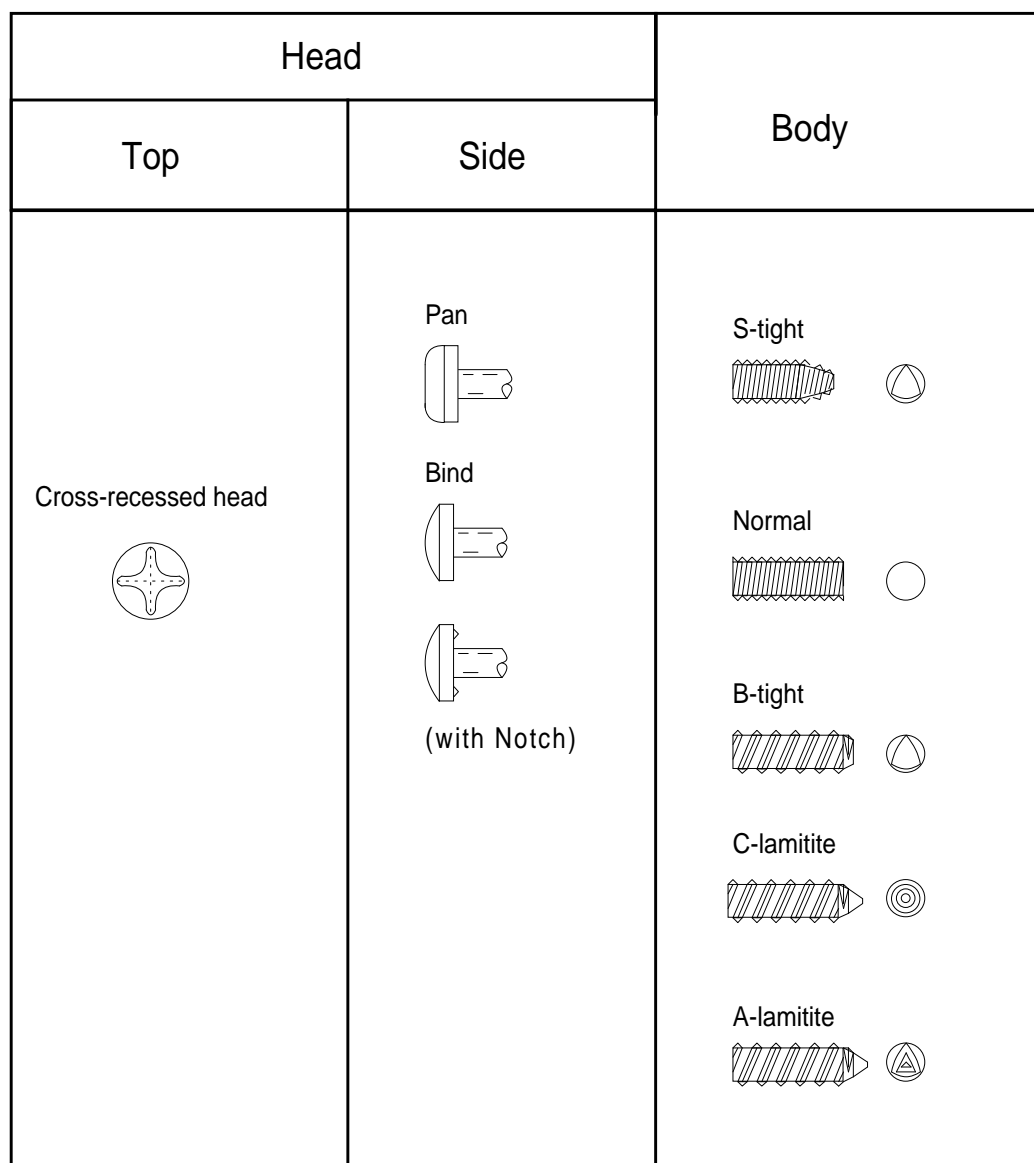 Head
Body
Top
Side
Cross-recessed head
Pan
Bind
(with Notch)
S-tight
Normal
B-tight
C-lamitite
A-lamitite